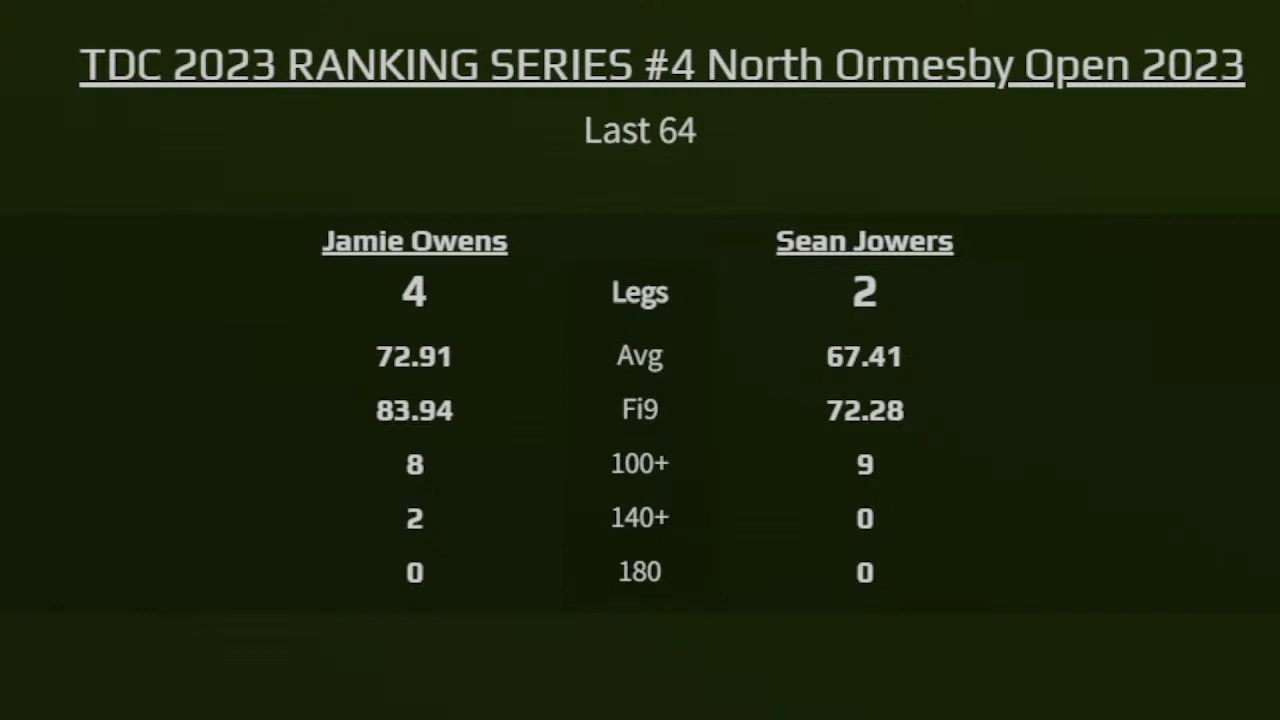 TDC 2023 RANKING SERIES #4 North Ormesby Open 2023
Last 64
Jamie Owens Sean Jowers
4 Legs 2
72.91 Avg 67.41
83.94 Fi9 72.28
8 100+ 9
2 140+ 0
0 180 0